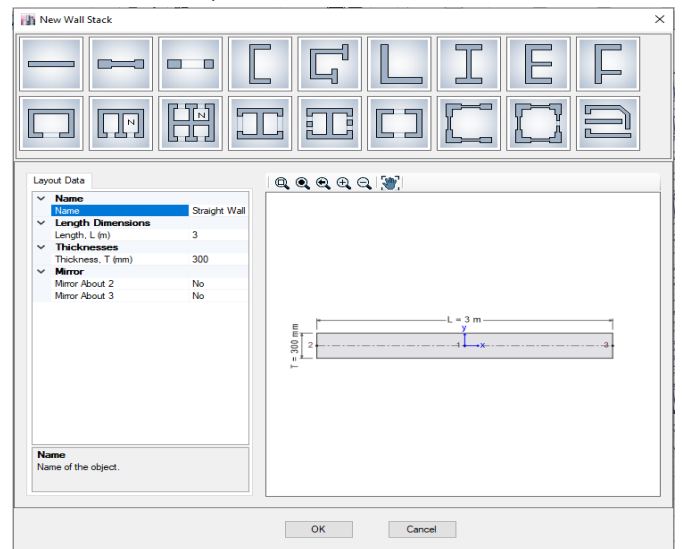 New Wall Stack
N
N
Layout Data
Name
Name Straight Wall
Length Dimensions
Length, L (m) 3
Thicknesses
Thickness, T (mm) 300
Mirror
Mirror About 2 No
Mirror About 3 No
L = 3 m
y
T = 300 mm
2 1 x 3
Name
Name of the object.
OK Cancel